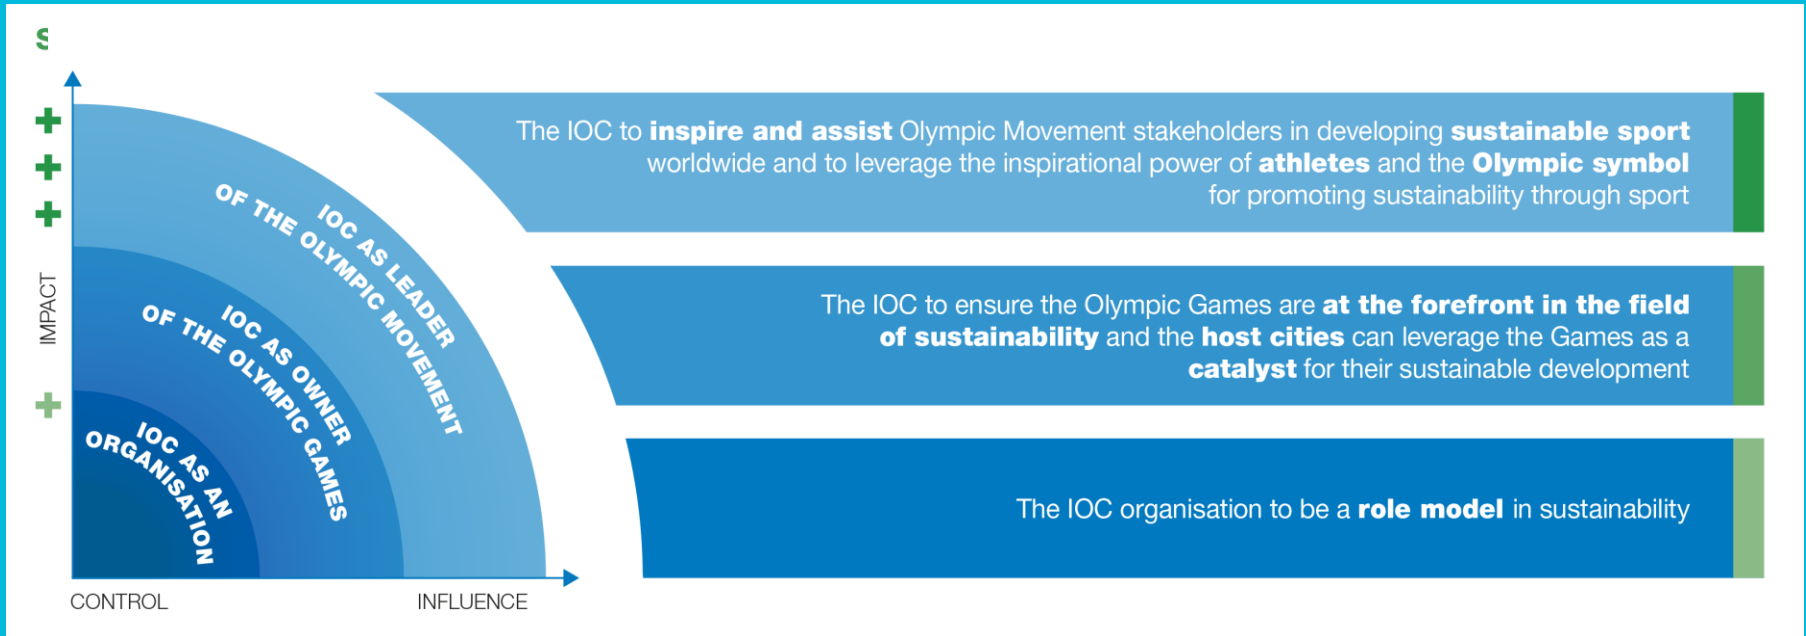 S
IMPACT
CONTROL
INFLUENCE
IOC AS LEADER
OF THE OLYMPIC MOVEMENT
IOC AS OWNER
OF THE OLYMPIC GAMES
IOC AS AN
ORGANISATION
The IOC to inspire and assist Olympic Movement stakeholders in developing sustainable sport
worldwide and to leverage the inspirational power of athletes and the Olympic symbol
for promoting sustainability through sport
The IOC to ensure the Olympic Games are at the forefront in the field
of sustainability and the host cities can leverage the Games as a
catalyst for their sustainable development
The IOC organisation to be a role model in sustainability